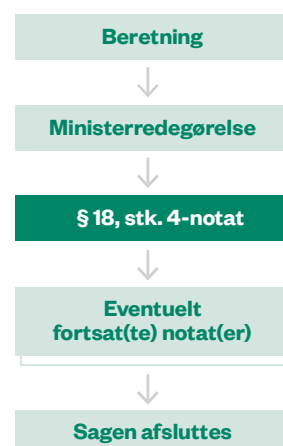 Beretning
Ministerredegørelse
§ 18, stk. 4-notat
Eventuelt
fortsat(te) notat(er)
Sagen afsluttes